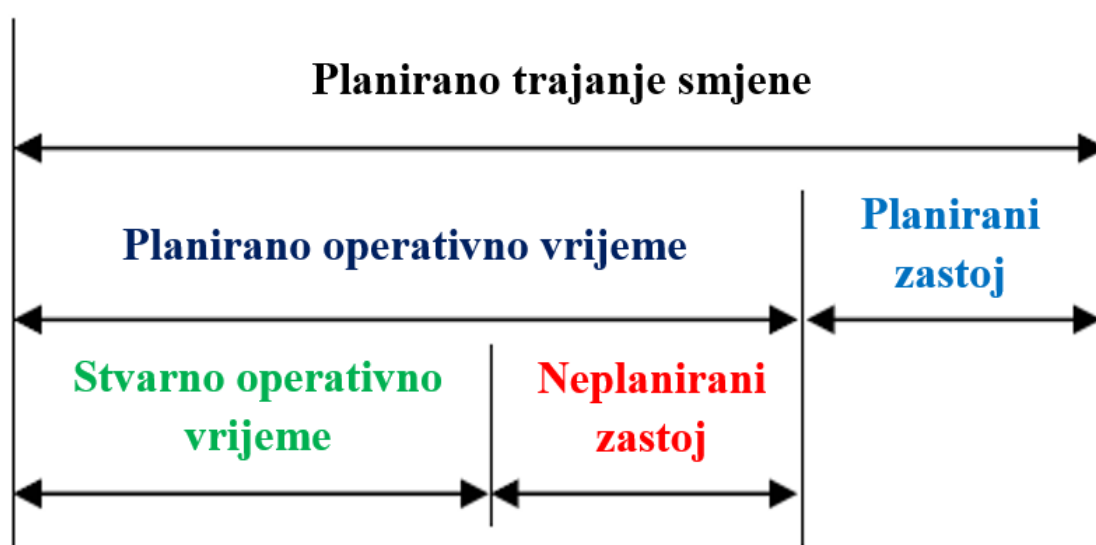 Planirano trajanje smjene
Planirano operativno vrijeme
Planirani
zastoj
Stvarno operativno
vrijeme
Neplanirani
zastoj